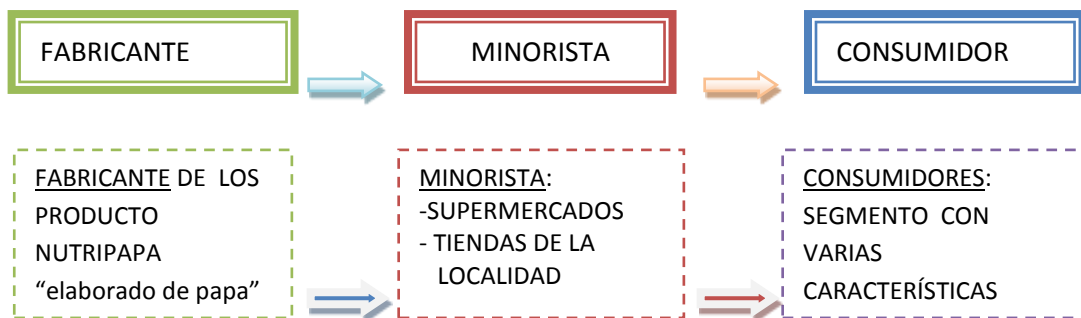 FABRICANTE
MINORISTA
CONSUMIDOR
FABRICANTE DE LOS
PRODUCTO
NUTRIPAPA
“elaborado de papa”
MINORISTA:
-SUPERMERCADOS
- TIENDAS DE LA
LOCALIDAD
CONSUMIDORES:
SEGMENTO CON
VARIAS
CARACTERÍSTICAS